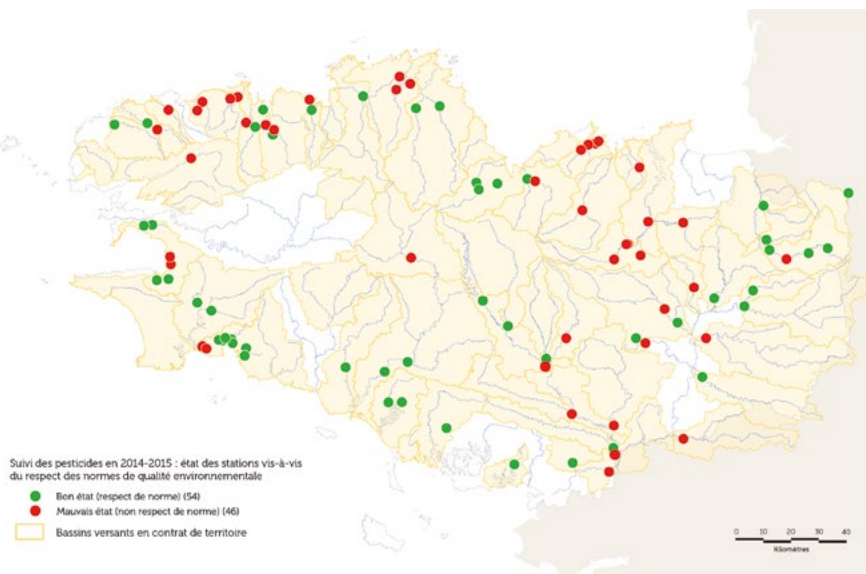 Suivi des pesticides en 2014-2015 : état des stations vis-à-vis
du respect des normes de qualité environnementale
Bon état (respect de norme) (54)
Mauvais état (non respect de norme) (46)
Bassins versants en contrat de territoire
0 10 20 30 40
Kilomètres